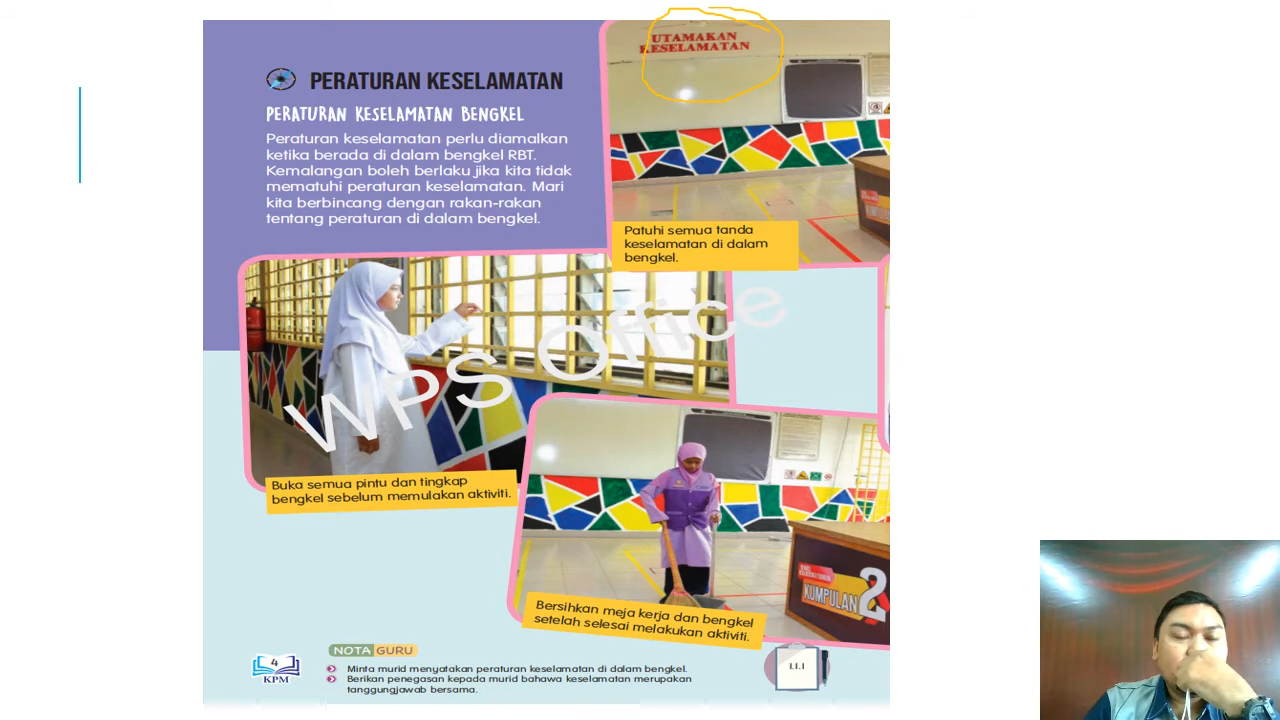 PERATURAN KESELAMATAN
PERATURAN KESELAMATAN BENGKEL
Peraturan keselamatan perlu diamalkan
ketika berada di dalam bengkel RBT.
Kemalangan boleh berlaku jika kita tidak
mematuhi peraturan keselamatan. Mari
kita berbincang dengan rakan-rakan
tentang peraturan di dalam bengkel.
UTAMAKAN
KESELAMATAN
Patuhi semua tanda
keselamatan di dalam
bengkel.
WPS Office
Buka semua pintu dan tingkap
bengkel sebelum memulakan aktiviti.
KUMPULAN 2
Bersihkan meja kerja dan bengkel
setelah selesai melakukan aktiviti.
NOTA GURU
Minta murid menyatakan peraturan keselamatan di dalam bengkel.
Berikan penegasan kepada murid bahawa keselamatan merupakan
tanggungjawab bersama.
4
KPM
1.1.1